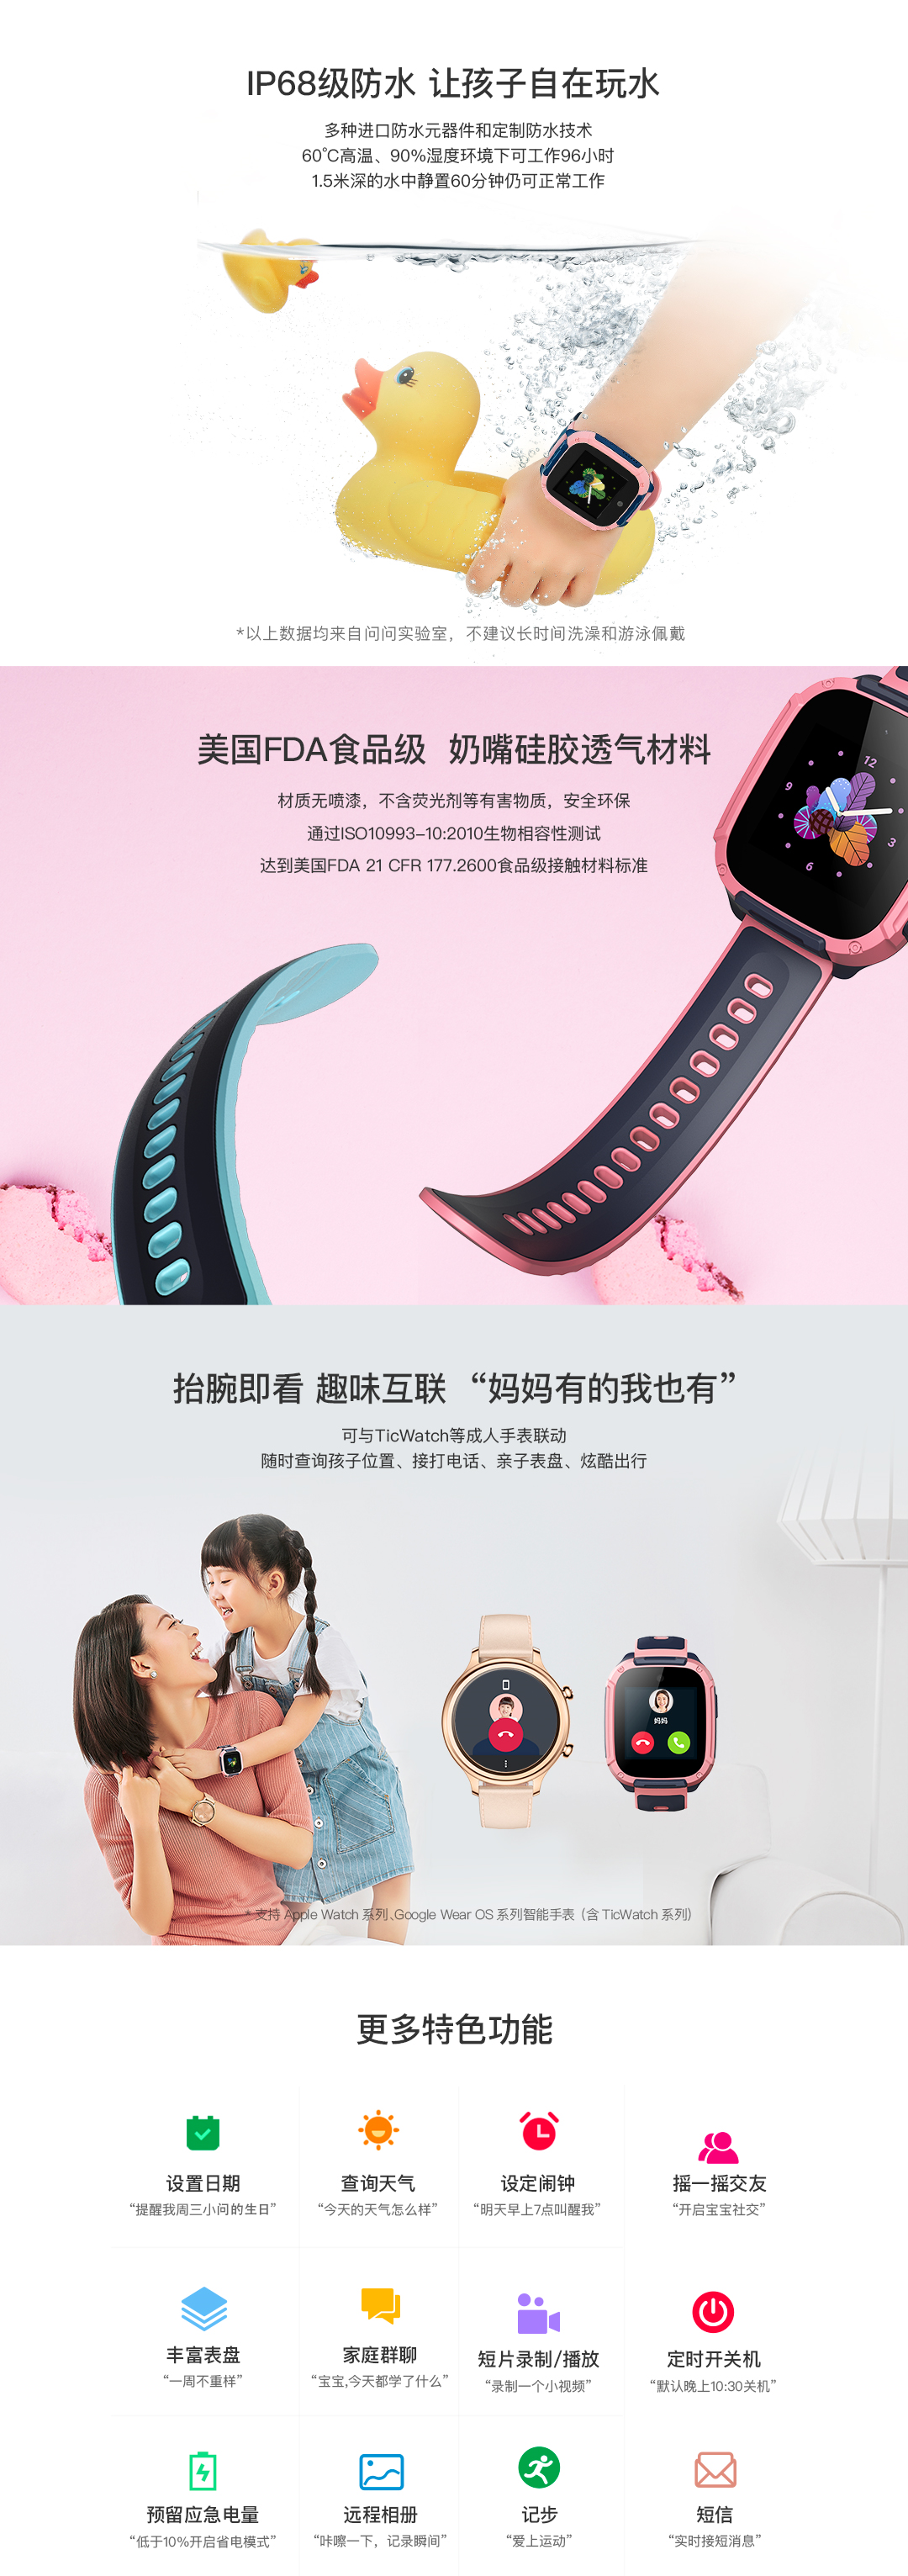 IP68级防水 让孩子自在玩水
多种进口防水元器件和定制防水技术
60℃高温、90%湿度环境下可工作96小时
1.5米深的水中静置60分钟仍可正常工作
*以上数据均来自问问实验室，不建议长时间洗澡和游泳佩戴
美国FDA食品级 奶嘴硅胶透气材料
材质无喷漆，不含荧光剂等有害物质，安全环保
通过ISO10993-10:2010生物相容性测试
达到美国FDA 21 CFR 177.2600食品级接触材料标准
12
9
3
6
抬腕即看 趣味互联 “妈妈有的我也有”
可与TicWatch等成人手表联动
随时查询孩子位置、接打电话、亲子表盘、炫酷出行
妈妈
* 支持 Apple Watch 系列、Google Wear OS 系列智能手表（含 TicWatch 系列）
更多特色功能
设置日期 查询天气 设定闹钟 摇一摇交友
“提醒我周三小问的生日” “今天的天气怎么样” “明天早上7点叫醒我” “开启宝宝社交”
丰富表盘 家庭群聊 短片录制/播放 定时开关机
“一周不重样” “宝宝,今天都学了什么” “录制一个小视频” “默认晚上10:30关机”
预留应急电量 远程相册 记步 短信
“低于10%开启省电模式” “咔嚓一下，记录瞬间” “爱上运动” “实时接短消息”